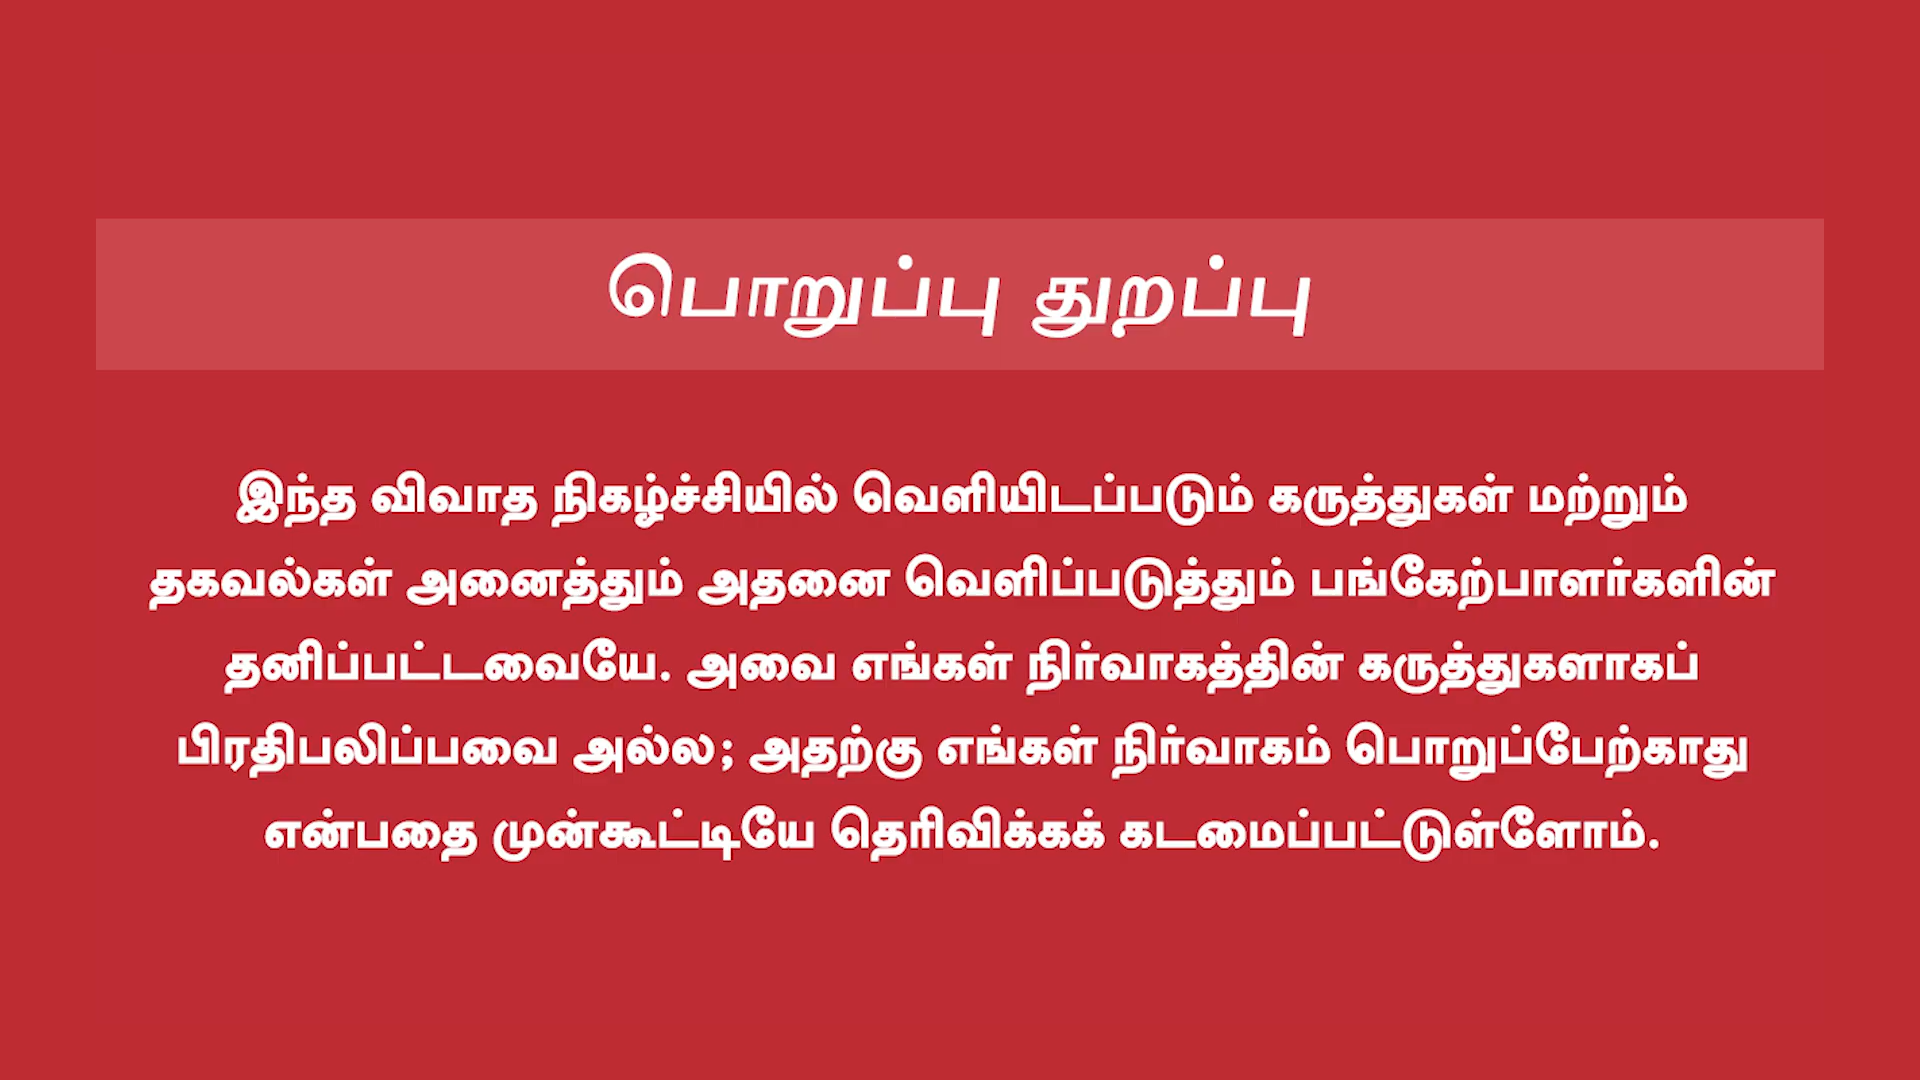 பொறுப்பு துறப்பு
இந்த விவாத நிகழ்ச்சியில் வெளியிடப்படும் கருத்துகள் மற்றும்
தகவல்கள் அனைத்தும் அதனை வெளிப்படுத்தும் பங்கேற்பாளர்களின்
தனிப்பட்டவையே. அவை எங்கள் நிர்வாகத்தின் கருத்துகளாகப்
பிரதிபலிப்பவை அல்ல; அதற்கு எங்கள் நிர்வாகம் பொறுப்பேற்காது
என்பதை முன்கூட்டியே தெரிவிக்கக் கடமைப்பட்டுள்ளோம்.